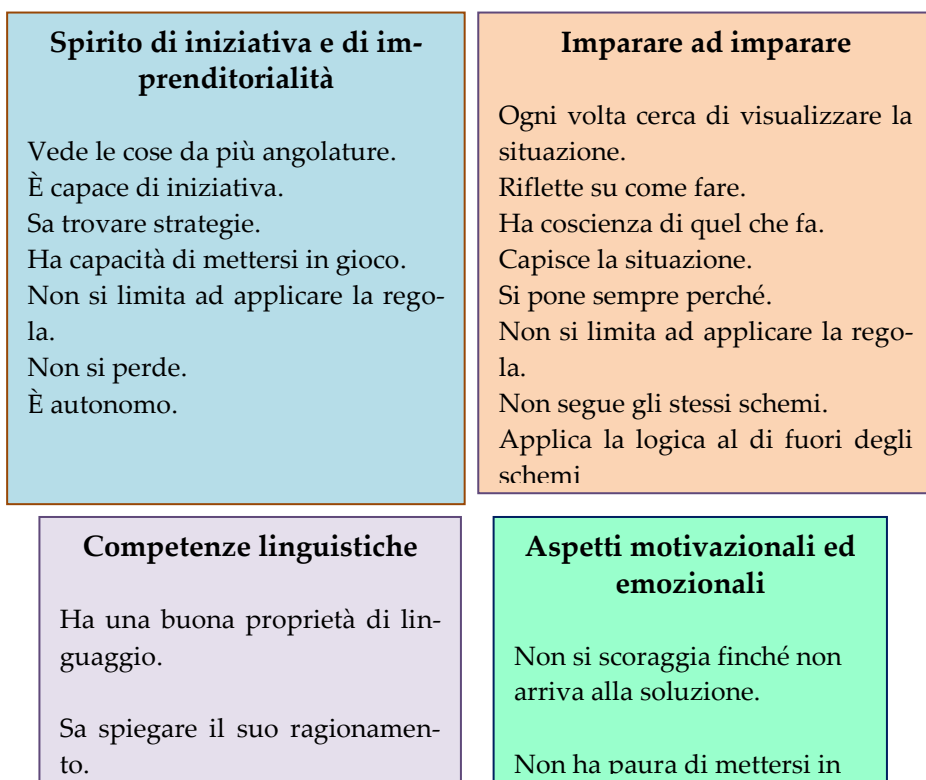 Spirito di iniziativa e di im-
prenditorialità
Vede le cose da più angolature.
È capace di iniziativa.
Sa trovare strategie.
Ha capacità di mettersi in gioco.
Non si limita ad applicare la rego-
la.
Non si perde.
È autonomo.
Imparare ad imparare
Ogni volta cerca di visualizzare la
situazione.
Riflette su come fare.
Ha coscienza di quel che fa.
Capisce la situazione.
Si pone sempre perché.
Non si limita ad applicare la rego-
la.
Non segue gli stessi schemi.
Applica la logica al di fuori degli
schemi
Competenze linguistiche
Ha una buona proprietà di lin-
guaggio.
Sa spiegare il suo ragionamen-
to.
Aspetti motivazionali ed
emozionali
Non si scoraggia finché non
arriva alla soluzione.
Non ha paura di mettersi in